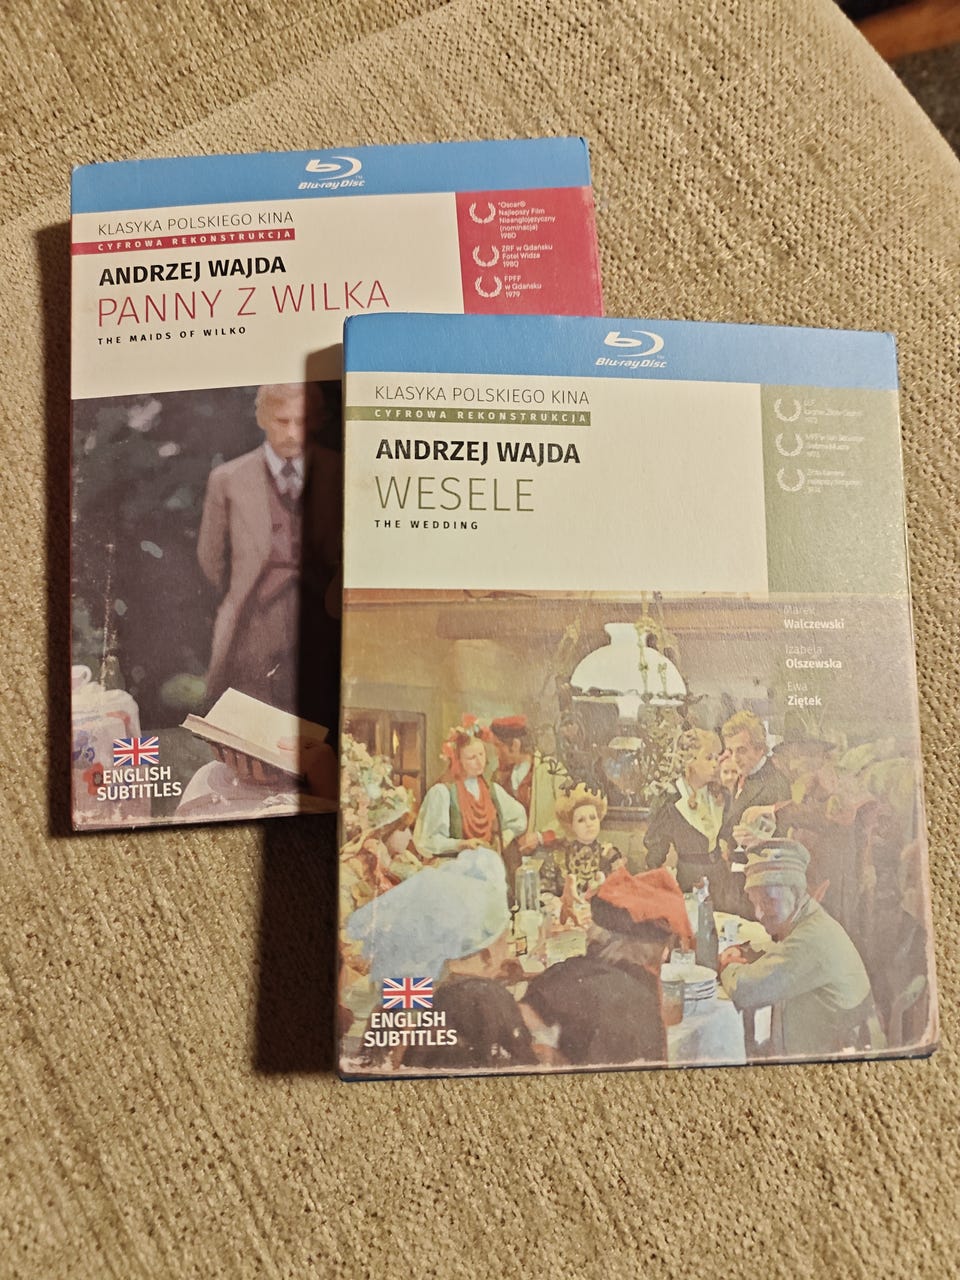 Blu-ray Disc
KLASYKA POLSKIEGO KINA
CYFROWA REKONSTRUKCJA
ANDRZEJ WAJDA
PANNY Z WILKA
THE MAIDS OF WILKO
"Oscar®
Najlepszy Film
Nieanglojęzyczny
(nominacja)
1980
ZRF w Gdańsku
Fotel Widza
1980
FPFF
w Gdańsku
1979
ENGLISH
SUBTITLES
Blu-ray Disc
KLASYKA POLSKIEGO KINA
CYFROWA REKONSTRUKCJA
ANDRZEJ WAJDA
WESELE
THE WEDDING
Marek
Walczewski
Izabela
Olszewska
Ewa
Ziętek
ENGLISH
SUBTITLES